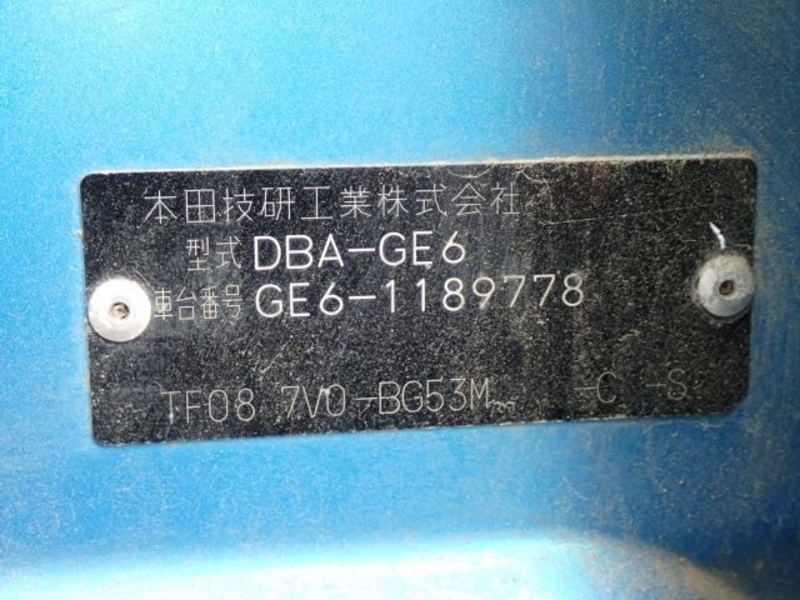 本田技研工業株式会社
型式 DBA-GE6
車台番号 GE6-1189778
TF08 7V0-BG53M -C -S